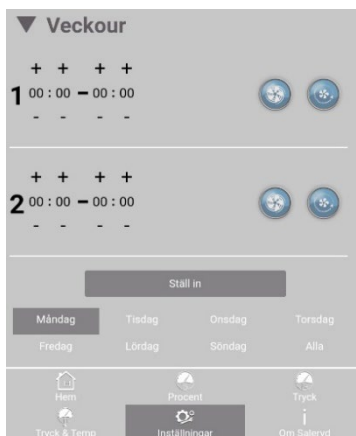 ▼ Veckour
+ + + +
1 00 : 00 – 00 : 00
- - - -
+ + + +
2 00 : 00 – 00 : 00
- - - -
Ställ in
Måndag Tisdag Onsdag Torsdag
Fredag Lördag Söndag Alla
Hem Procent Tryck
Tryck & Temp Inställningar Om Saleryd